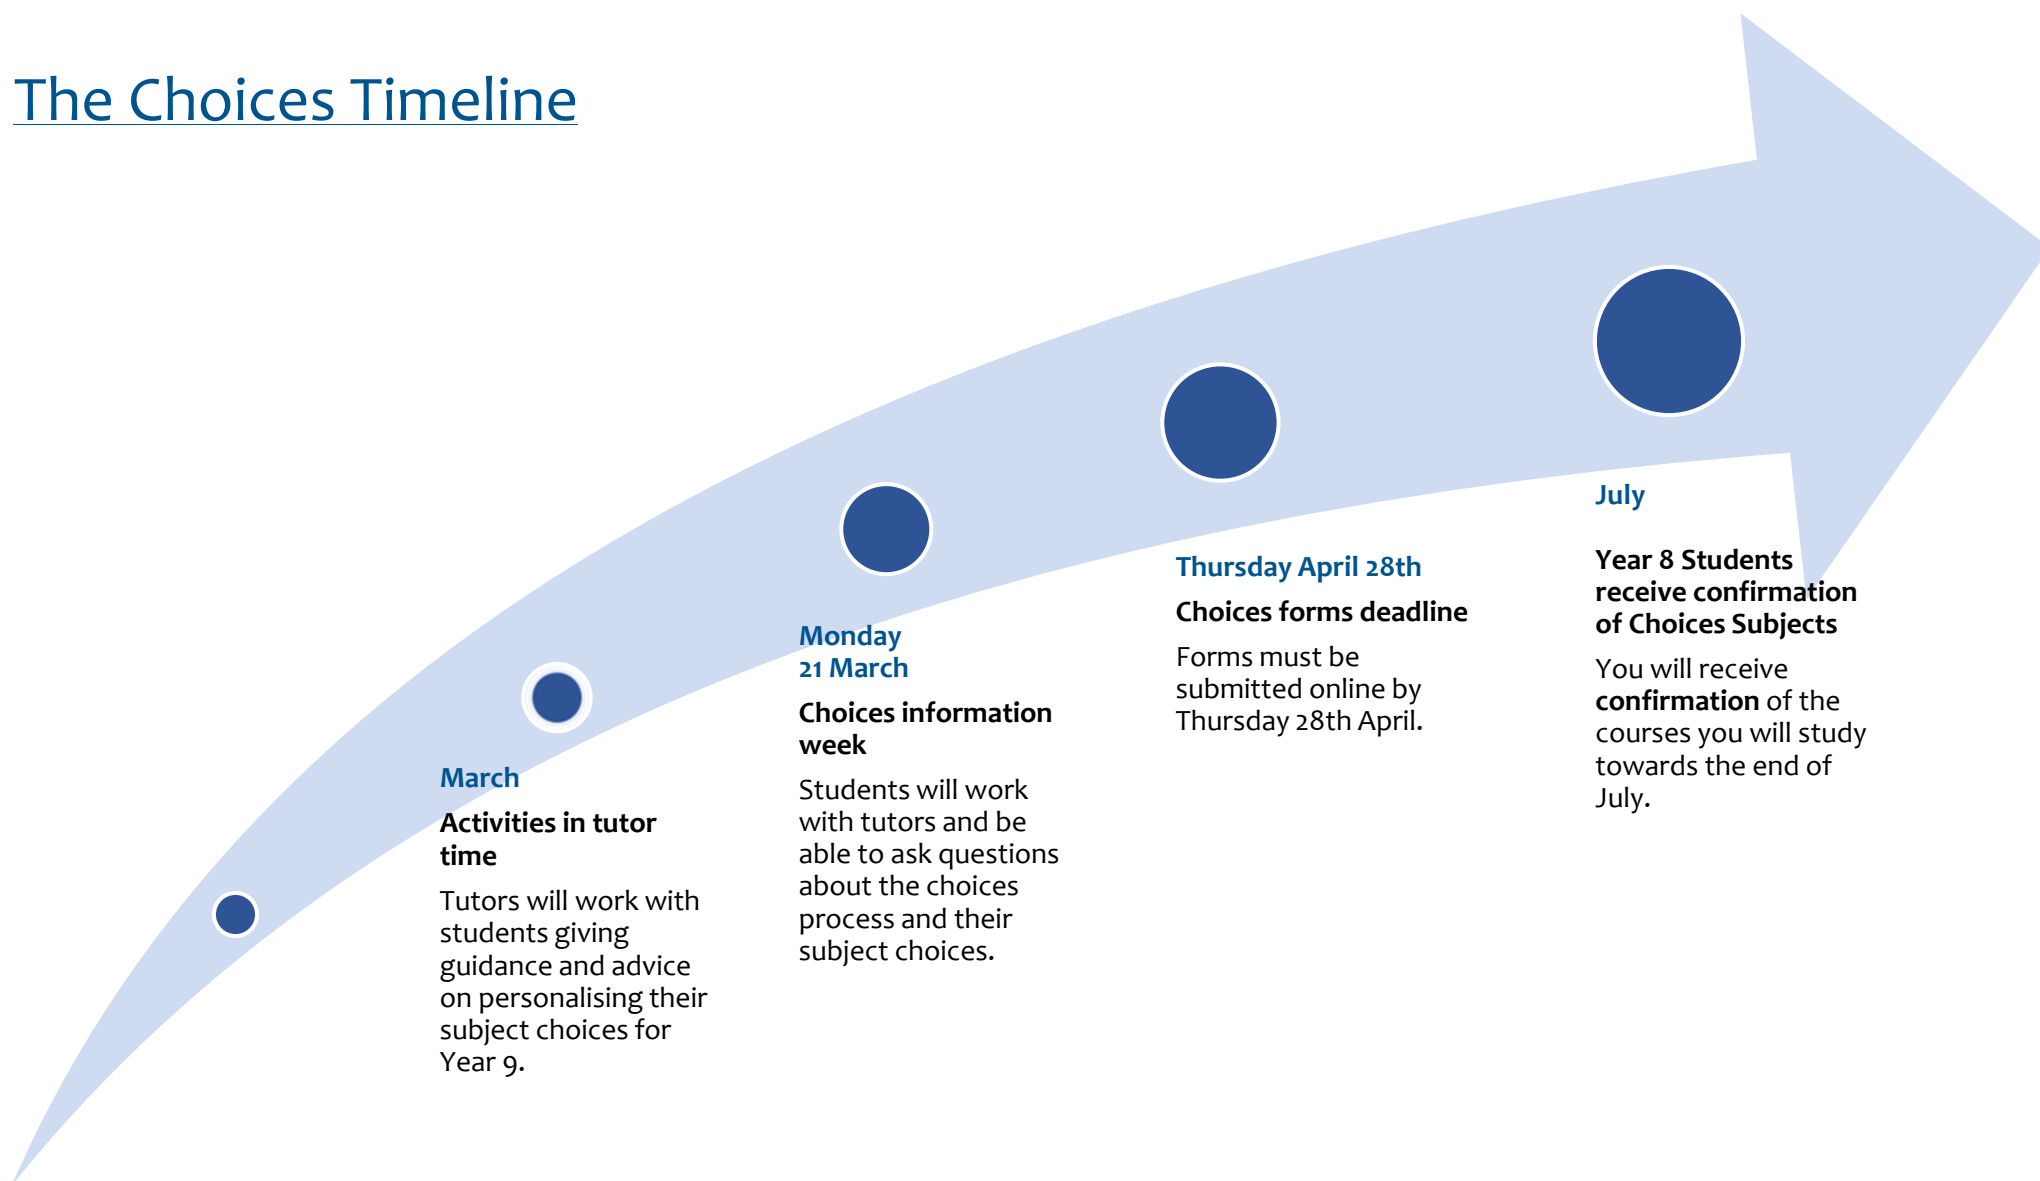 The Choices Timeline
March
Activities in tutor
time
Tutors will work with
students giving
guidance and advice
on personalising their
subject choices for
Year 9.
Monday
21 March
Choices information
week
Students will work
with tutors and be
able to ask questions
about the choices
process and their
subject choices.
Thursday April 28th
Choices forms deadline
Forms must be
submitted online by
Thursday 28th April.
July
Year 8 Students
receive confirmation
of Choices Subjects
You will receive
confirmation of the
courses you will study
towards the end of
July.